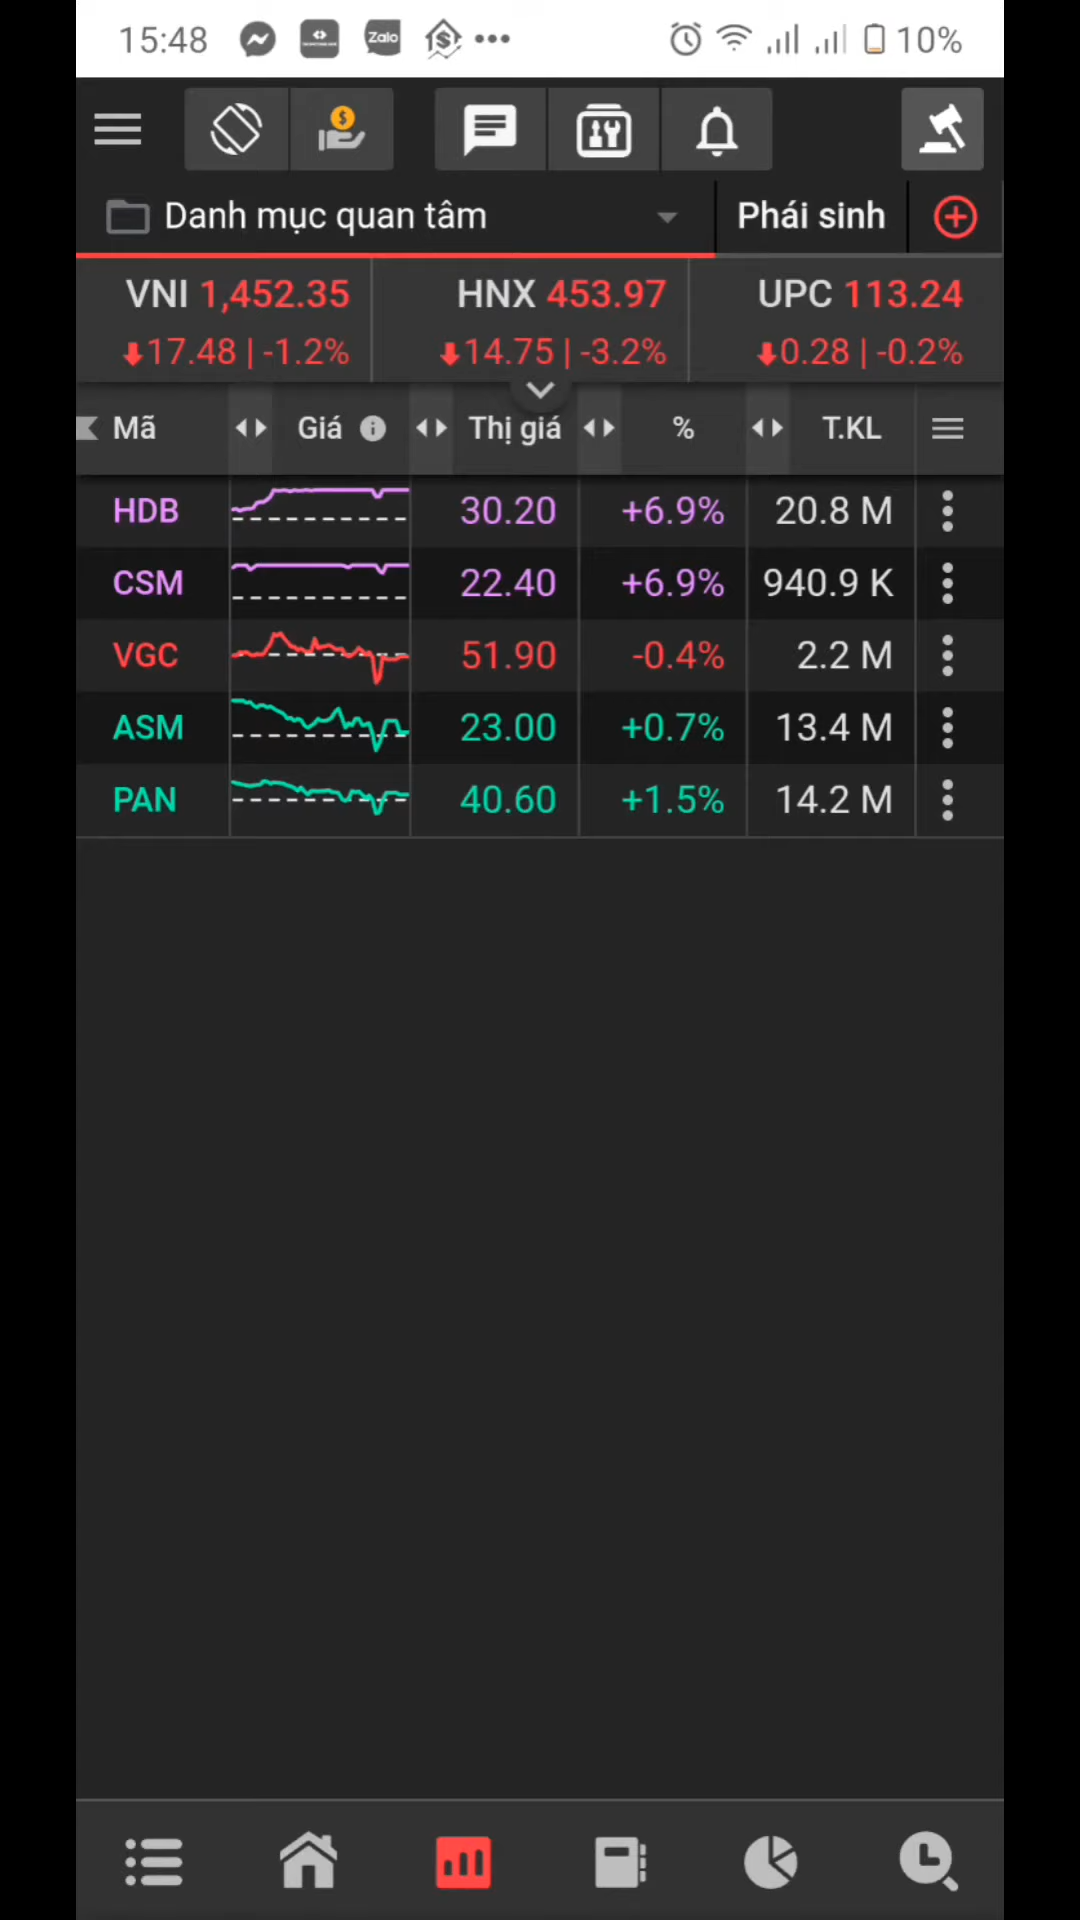 15:48 Zalo 10%
Danh mục quan tâm Phái sinh
VNI 1,452.35 HNX 453.97 UPC 113.24
17.48 | -1.2% 14.75 | -3.2% 0.28 | -0.2%
Mã Giá Thị giá % T.KL
HDB 30.20 +6.9% 20.8 M
CSM 22.40 +6.9% 940.9 K
VGC 51.90 -0.4% 2.2 M
ASM 23.00 +0.7% 13.4 M
PAN 40.60 +1.5% 14.2 M